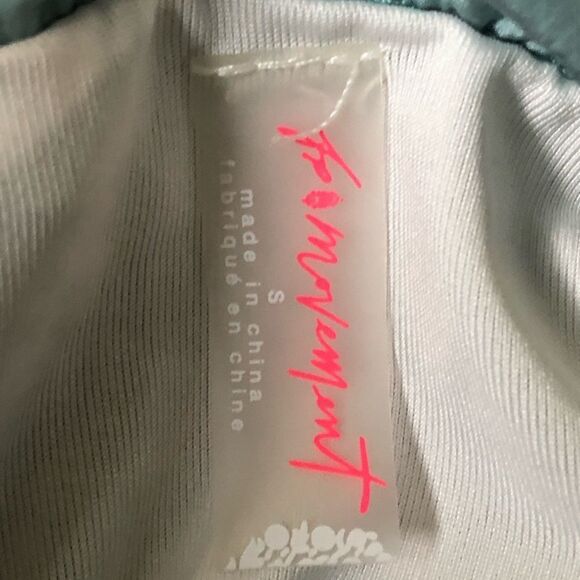 fp movement
S
made in china
fabriqué en chine